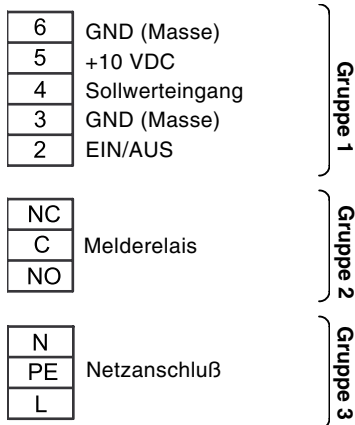 6 GND (Masse)
5 +10 VDC
4 Sollwerteingang
3 GND (Masse)
2 EIN/AUS
Gruppe 1
NC
C Melderelais
NO
Gruppe 2
N
PE Netzanschluß
L
Gruppe 3